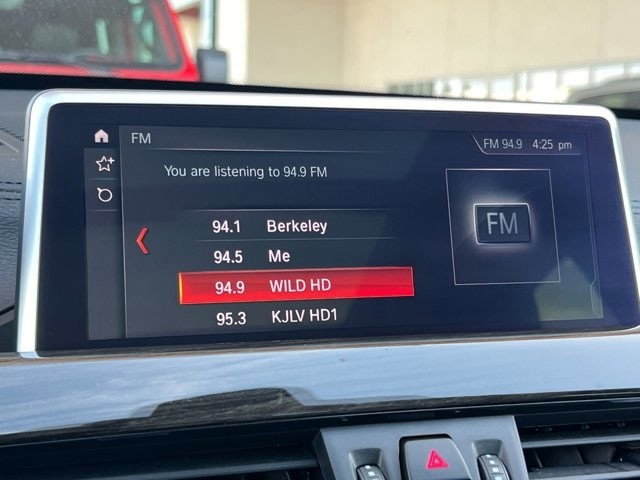 FM
FM 94.9 4:25 pm
You are listening to 94.9 FM
94.1 Berkeley
94.5 Me
94.9 WILD HD
95.3 KJLV HD1
FM